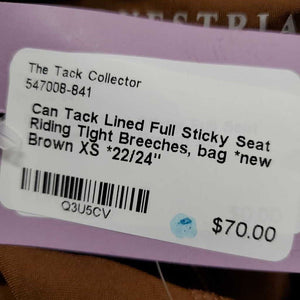 The Tack Collector
547008-841
Can Tack Lined Full Sticky Seat
Riding Tight Breeches, bag *new
Brown XS *22/24"
Q3U5CV
$70.00